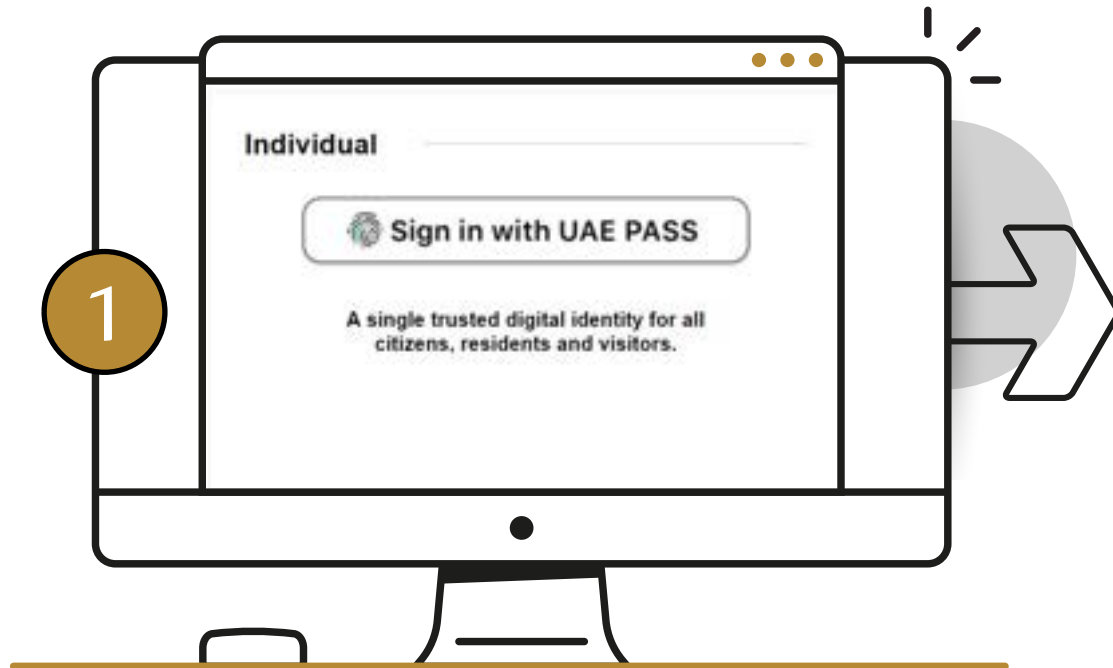 Individual
Sign in with UAE PASS
1
A single trusted digital identity for all
citizens, residents and visitors.